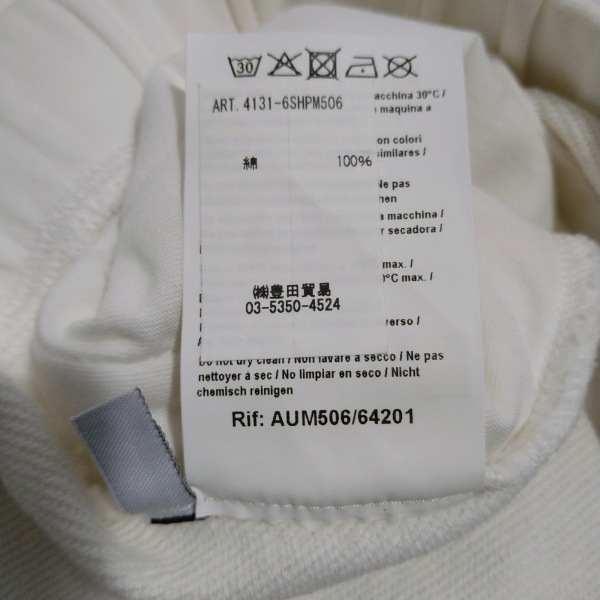 30
ART. 4131-6SHPM506
acchina 30°C /
maquina a
綿 100%
on colori
similares /
Ne pas
hen
a macchina /
r secadora /
max. /
°C max. /
㈱豊田貿易
03-5350-4524
verso /
A
Do not dry clean / Non lavare a secco / Ne pas
nettoyer à sec / No limpiar en seco / Nicht
chemisch reinigen
Rif: AUM506/64201